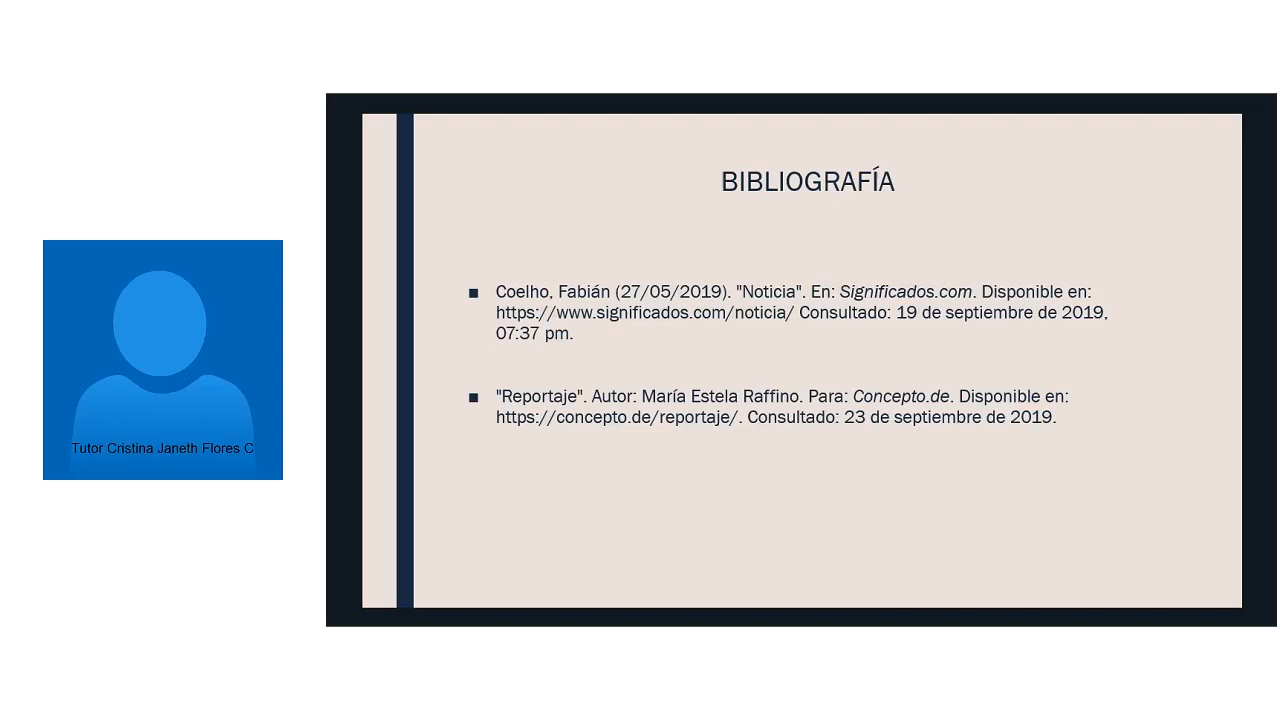 BIBLIOGRAFÍA
■ Coelho, Fabián (27/05/2019). "Noticia". En: Significados.com. Disponible en:
https://www.significados.com/noticia/ Consultado: 19 de septiembre de 2019,
07:37 pm.
■ "Reportaje". Autor: María Estela Raffino. Para: Concepto.de. Disponible en:
https://concepto.de/reportaje/. Consultado: 23 de septiembre de 2019.
Tutor Cristina Janeth Flores C